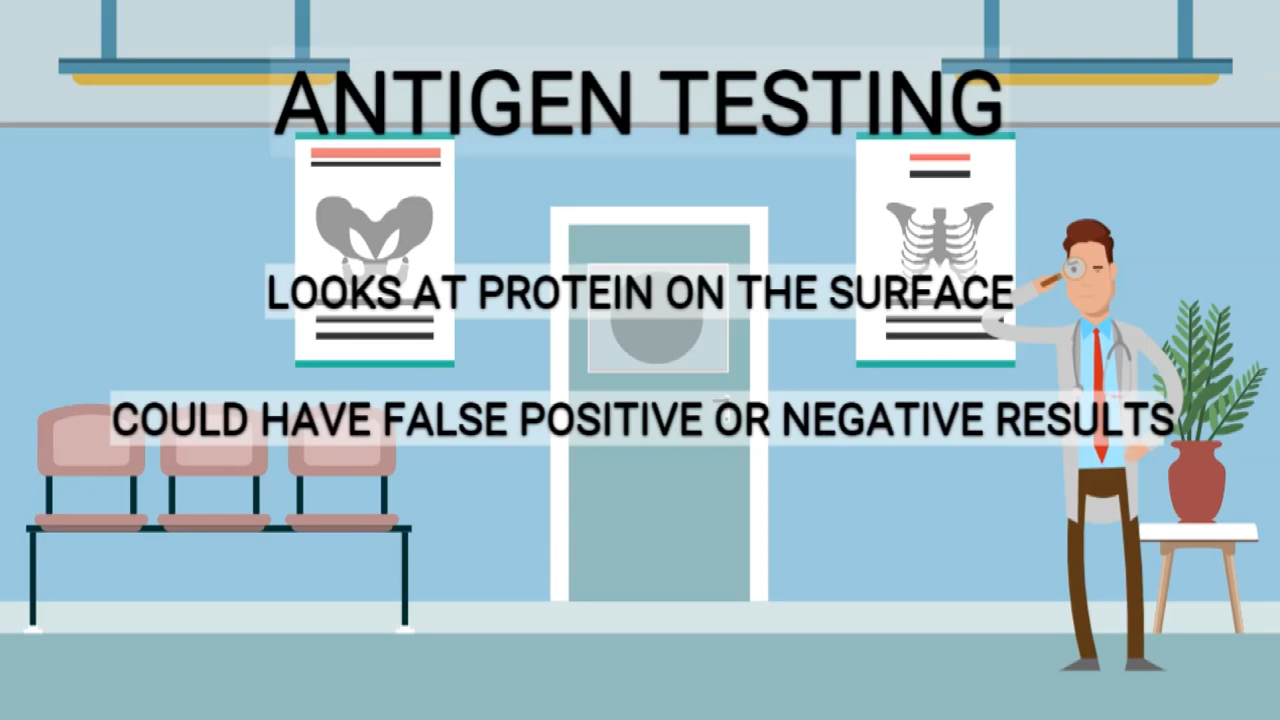 ANTIGEN TESTING
LOOKS AT PROTEIN ON THE SURFACE
COULD HAVE FALSE POSITIVE OR NEGATIVE RESULTS